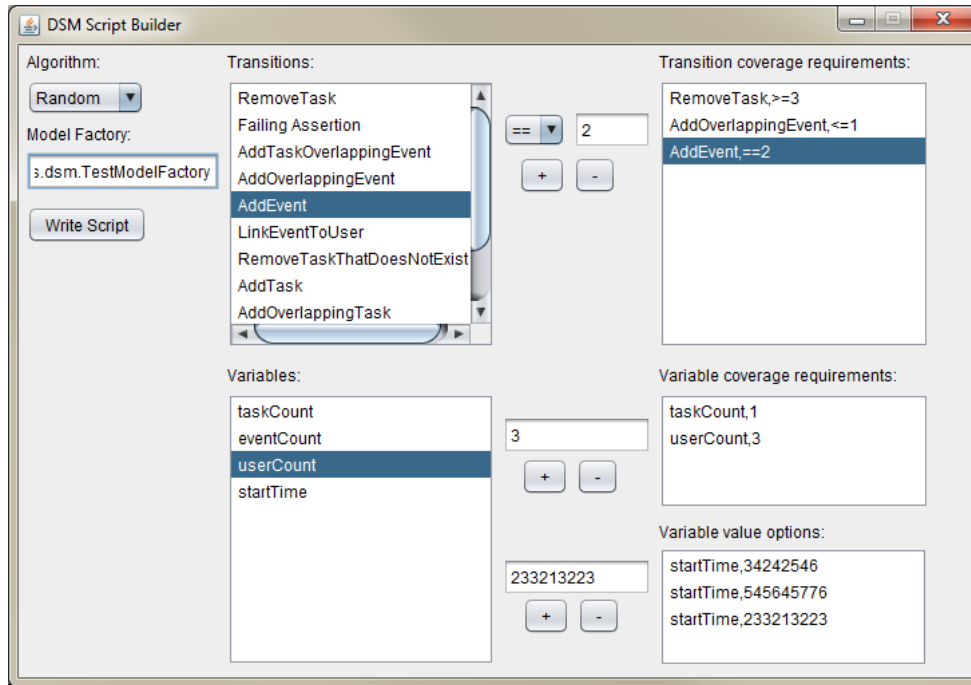 DSM Script Builder
Algorithm:
Random
Model Factory:
s.dsm.TestModelFactory
Write Script
Transitions:
RemoveTask
Failing Assertion
AddTaskOverlappingEvent
AddOverlappingEvent
AddEvent
LinkEventToUser
RemoveTaskThatDoesNotExist
AddTask
AddOverlappingTask
==
2
+
-
Transition coverage requirements:
RemoveTask,>=3
AddOverlappingEvent,<=1
AddEvent,==2
Variables:
taskCount
eventCount
userCount
startTime
3
+
-
233213223
+
-
Variable coverage requirements:
taskCount,1
userCount,3
Variable value options:
startTime,34242546
startTime,545645776
startTime,233213223